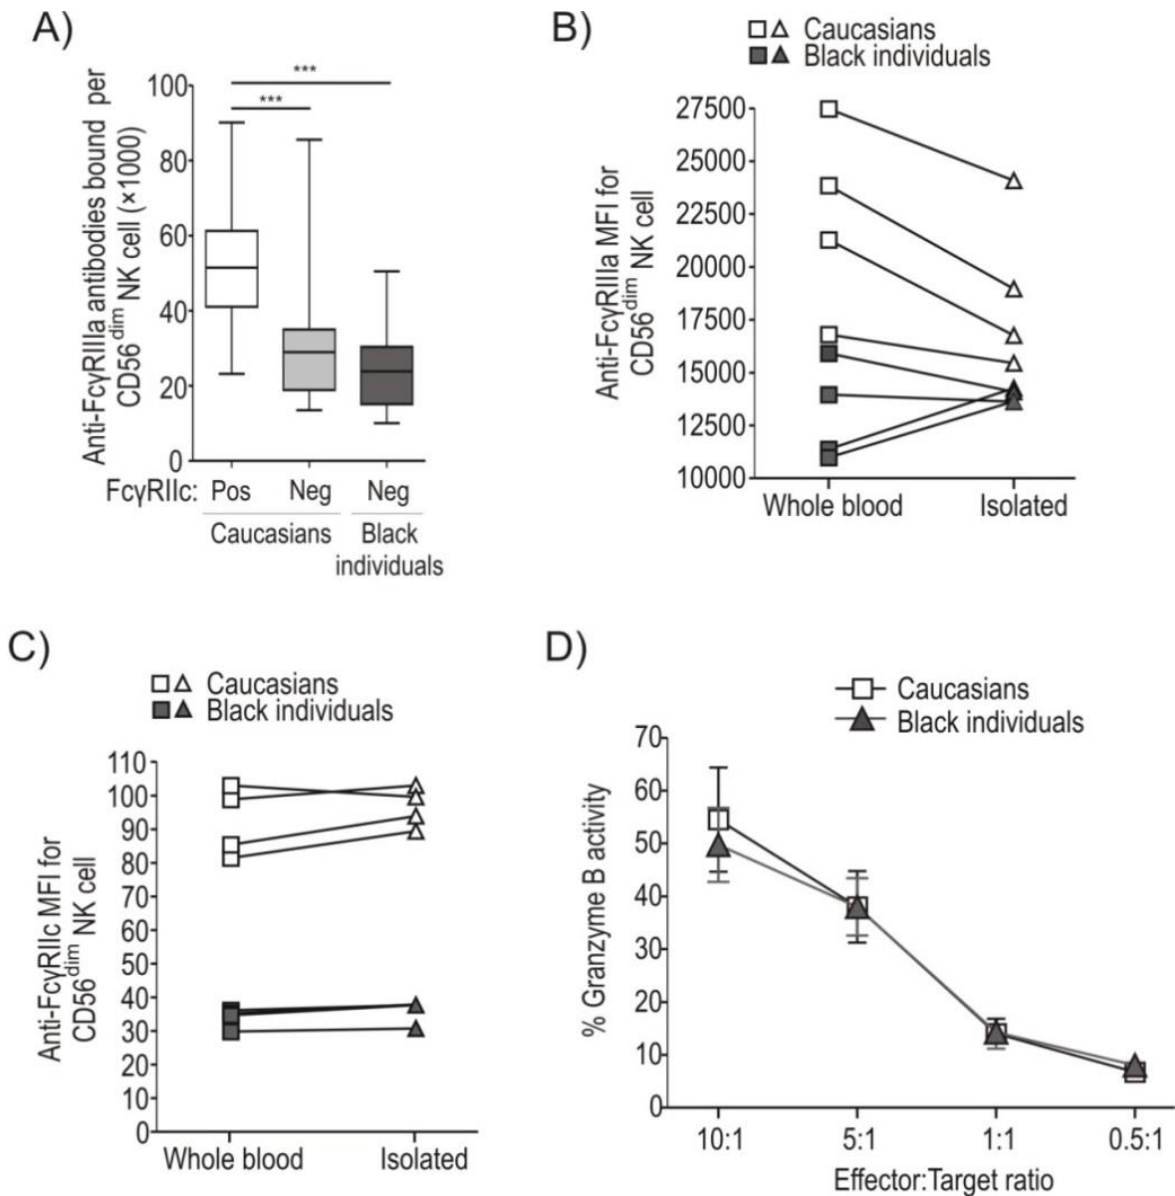 A)
Anti-FcγRIIIa antibodies bound per
CD56dim NK cell (×1000)
100
80
60
40
20
0
***
***
FcγRIIc: Pos Neg Neg
Caucasians Black
individuals
B)
Caucasians
Black individuals
Anti-FcγRIIIa MFI for
CD56dim NK cell
27500
25000
22500
20000
17500
15000
12500
10000
Whole blood Isolated
C)
Caucasians
Black individuals
Anti-FcγRIIc MFI for
CD56dim NK cell
110
100
90
80
70
60
50
40
30
20
10
0
Whole blood Isolated
D)
Caucasians
Black individuals
% Granzyme B activity
70
60
50
40
30
20
10
0
10:1 5:1 1:1 0.5:1
Effector:Target ratio